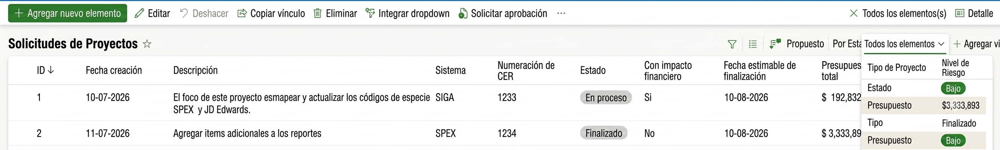 Agregar nuevo elemento Editar Deshacer Copiar vínculo Eliminar Integrar dropdown Solicitar aprobación ... Todos los elementos(s) Detalle
Solicitudes de Proyectos Propuesto Por Esta Todos los elementos Agregar vi
ID Fecha creación Descripción Sistema Numeración de CER Estado Con impacto financiero Fecha estimable de finalización Presupues total
1 10-07-2026 El foco de este proyecto esmapear y actualizar los códigos de especie SIGA 1233 En proceso Si 10-08-2026 $ 192,832
SPEX y JD Edwards.
2 11-07-2026 Agregar items adicionales a los reportes SPEX 1234 Finalizado No 10-08-2026 $ 3,333,89
Tipo de Proyecto Nivel de Riesgo
Estado Bajo
Presupuesto $3,333,893
Tipo Finalizado
Presupuesto Bajo